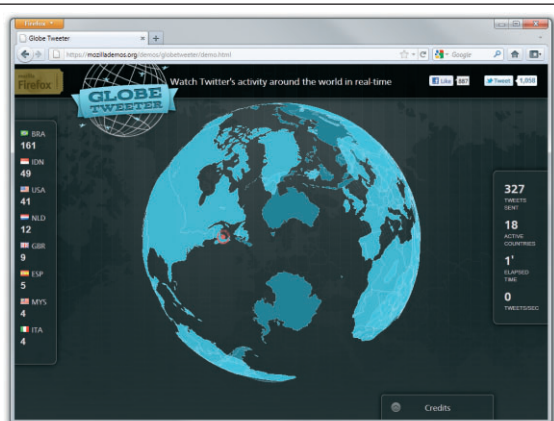 Firefox
Globe Tweeter
https://mozillademos.org/demos/globetweeter/demo.html
Google
mozilla
Firefox
GLOBE
TWEETER
Watch Twitter's activity around the world in real-time
Like
887
Tweet
1,058
BRA
161
IDN
49
USA
41
NLD
12
GBR
9
ESP
5
MYS
4
ITA
4
327
TWEETS
SENT
18
ACTIVE
COUNTRIES
1'
ELAPSED
TIME
0
TWEETS/SEC
Credits